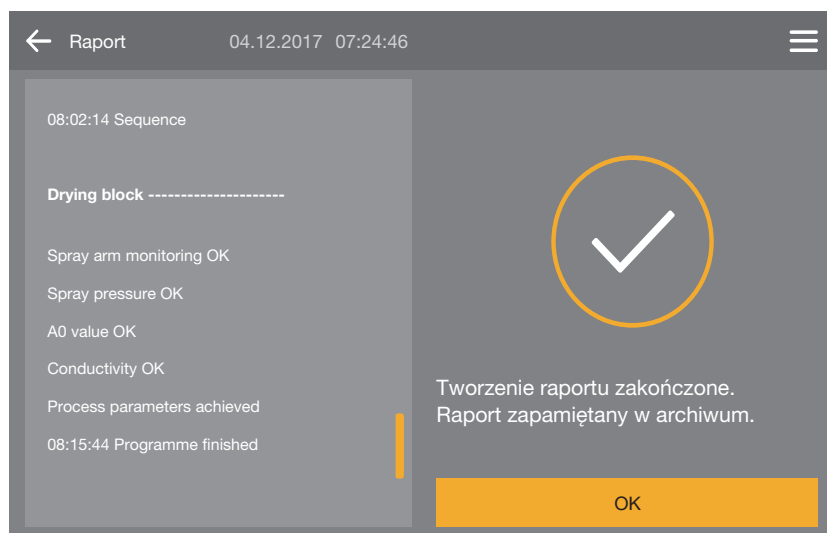 Raport 04.12.2017 07:24:46
08:02:14 Sequence
Drying block ---------------------
Spray arm monitoring OK
Spray pressure OK
A0 value OK
Conductivity OK
Process parameters achieved
08:15:44 Programme finished
Tworzenie raportu zakończone.
Raport zapamiętany w archiwum.
OK